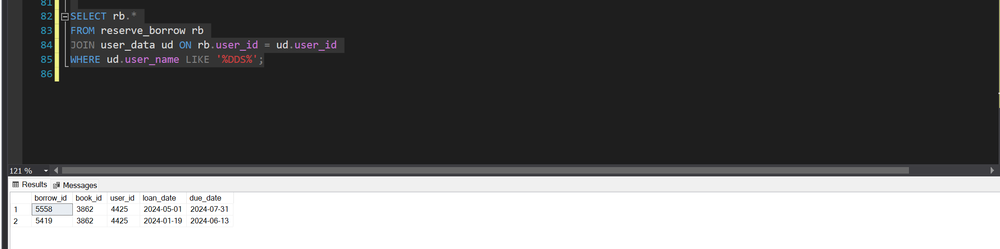 81
82 SELECT rb.*
83 FROM reserve_borrow rb
84 JOIN user_data ud ON rb.user_id = ud.user_id
85 WHERE ud.user_name LIKE '%DDS%';
86
121 %
Results Messages
borrow_id book_id user_id loan_date due_date
1 5558 3862 4425 2024-05-01 2024-07-31
2 5419 3862 4425 2024-01-19 2024-06-13